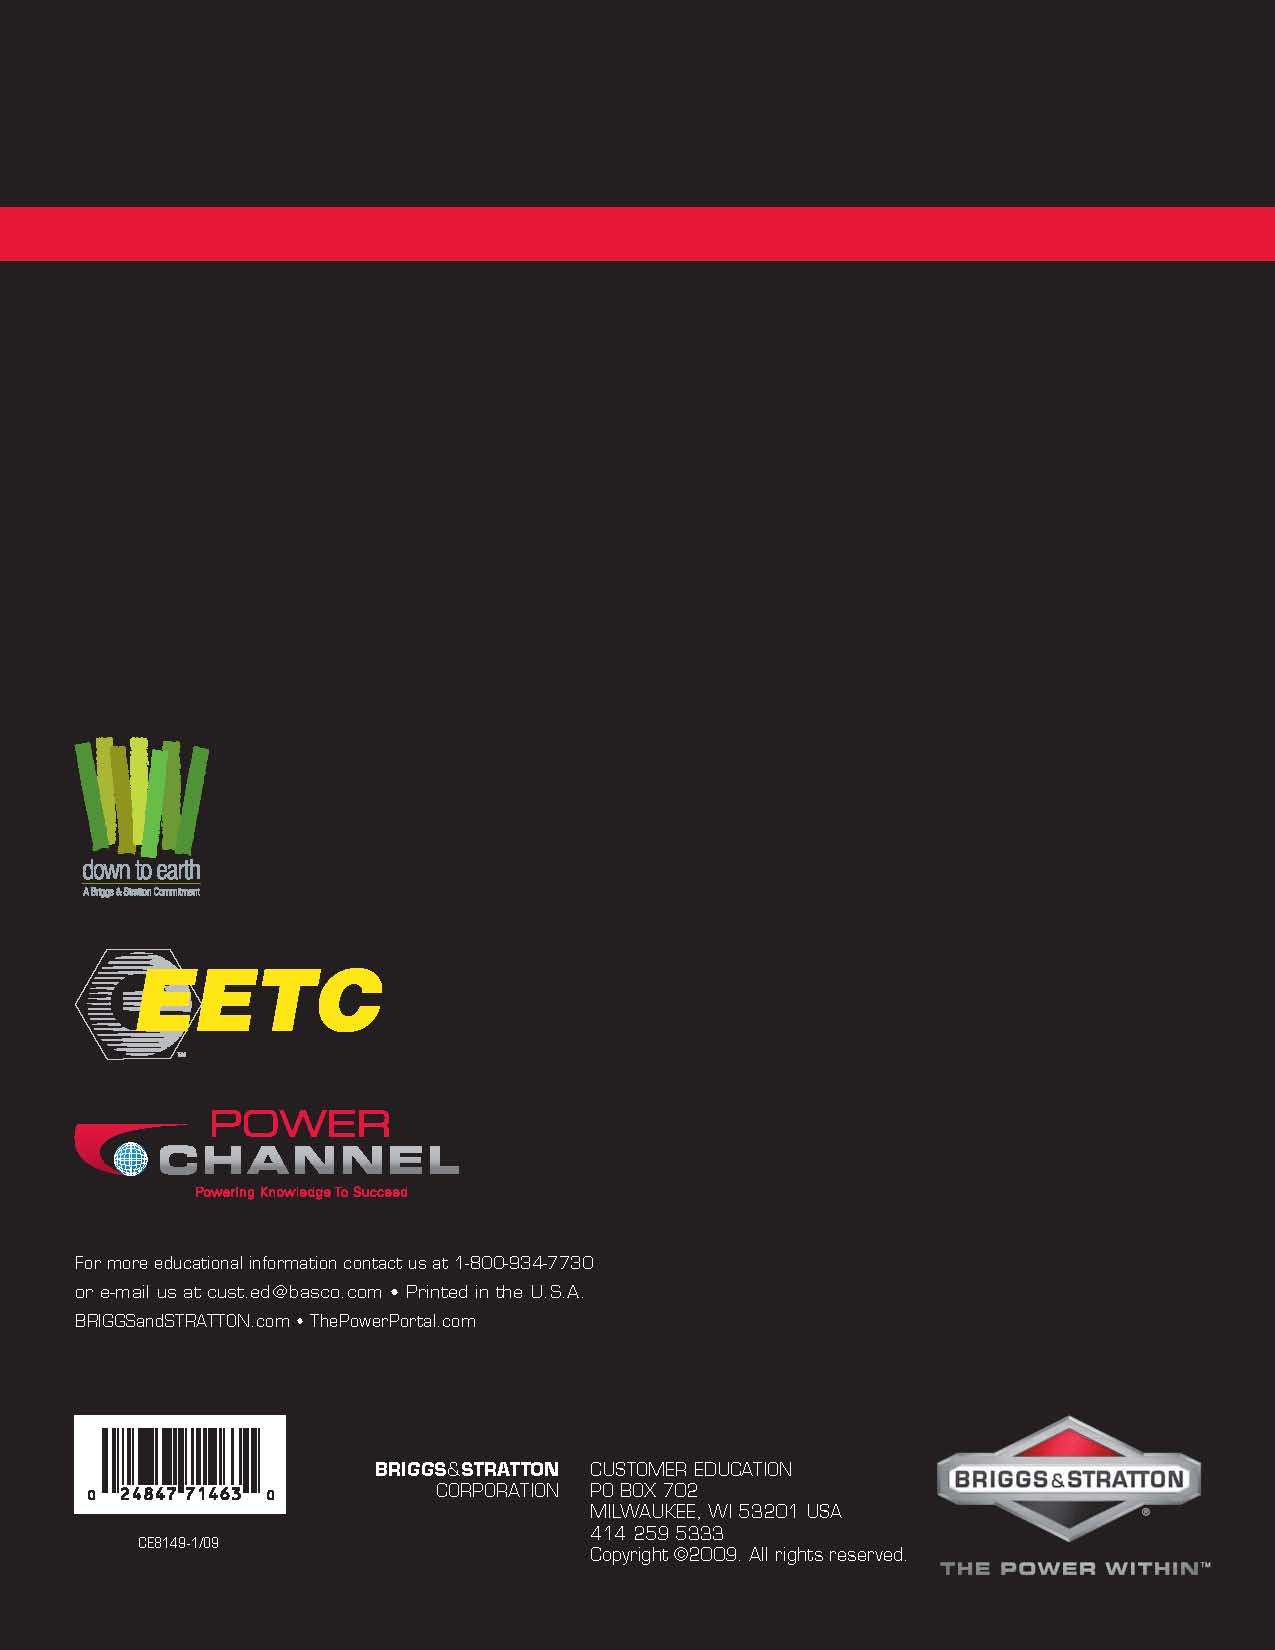 down to earth
A Briggs & Stratton Commitment
EETC
™
POWER
CHANNEL
Powering Knowledge To Succeed
For more educational information contact us at 1-800-934-7730
or e-mail us at cust.ed@basco.com • Printed in the U.S.A.
BRIGGSandSTRATTON.com • ThePowerPortal.com
0 24847 71463 0
CE8149-1/09
BRIGGS&STRATTON
CORPORATION
CUSTOMER EDUCATION
PO BOX 702
MILWAUKEE, WI 53201 USA
414 259 5333
Copyright ©2009. All rights reserved.
BRIGGS&STRATTON
®
THE POWER WITHIN™